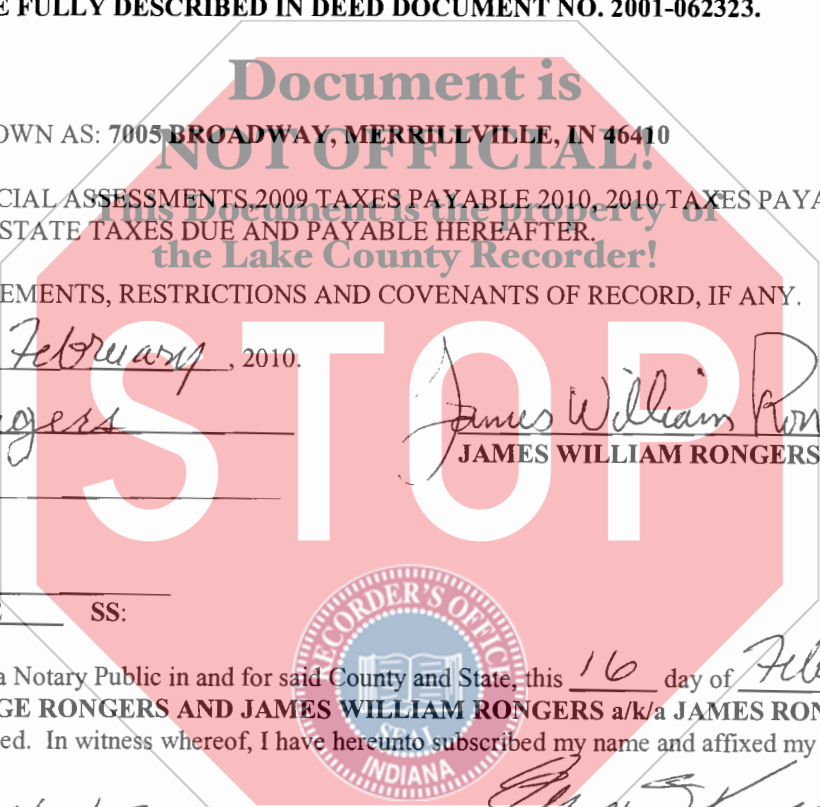 E FULLY DESCRIBED IN DEED DOCUMENT NO. 2001-062323.
Document is
OWN AS: 7005 BROADWAY, MERRILLVILLE, IN 46410
NOT OFFICIAL!
CIAL ASSESSMENTS,2009 TAXES PAYABLE 2010, 2010 TAXES PAYA
This Document is the property of
STATE TAXES DUE AND PAYABLE HEREAFTER.
the Lake County Recorder!
EMENTS, RESTRICTIONS AND COVENANTS OF RECORD, IF ANY.
STOP
February, 2010.
gers
James William Ron
JAMES WILLIAM RONGERS
SS:
RECORDER'S OFFICE
SEAL
INDIANA
a Notary Public in and for said County and State, this 16 day of Feb
GE RONGERS AND JAMES WILLIAM RONGERS a/k/a JAMES RON
ed. In witness whereof, I have hereunto subscribed my name and affixed my